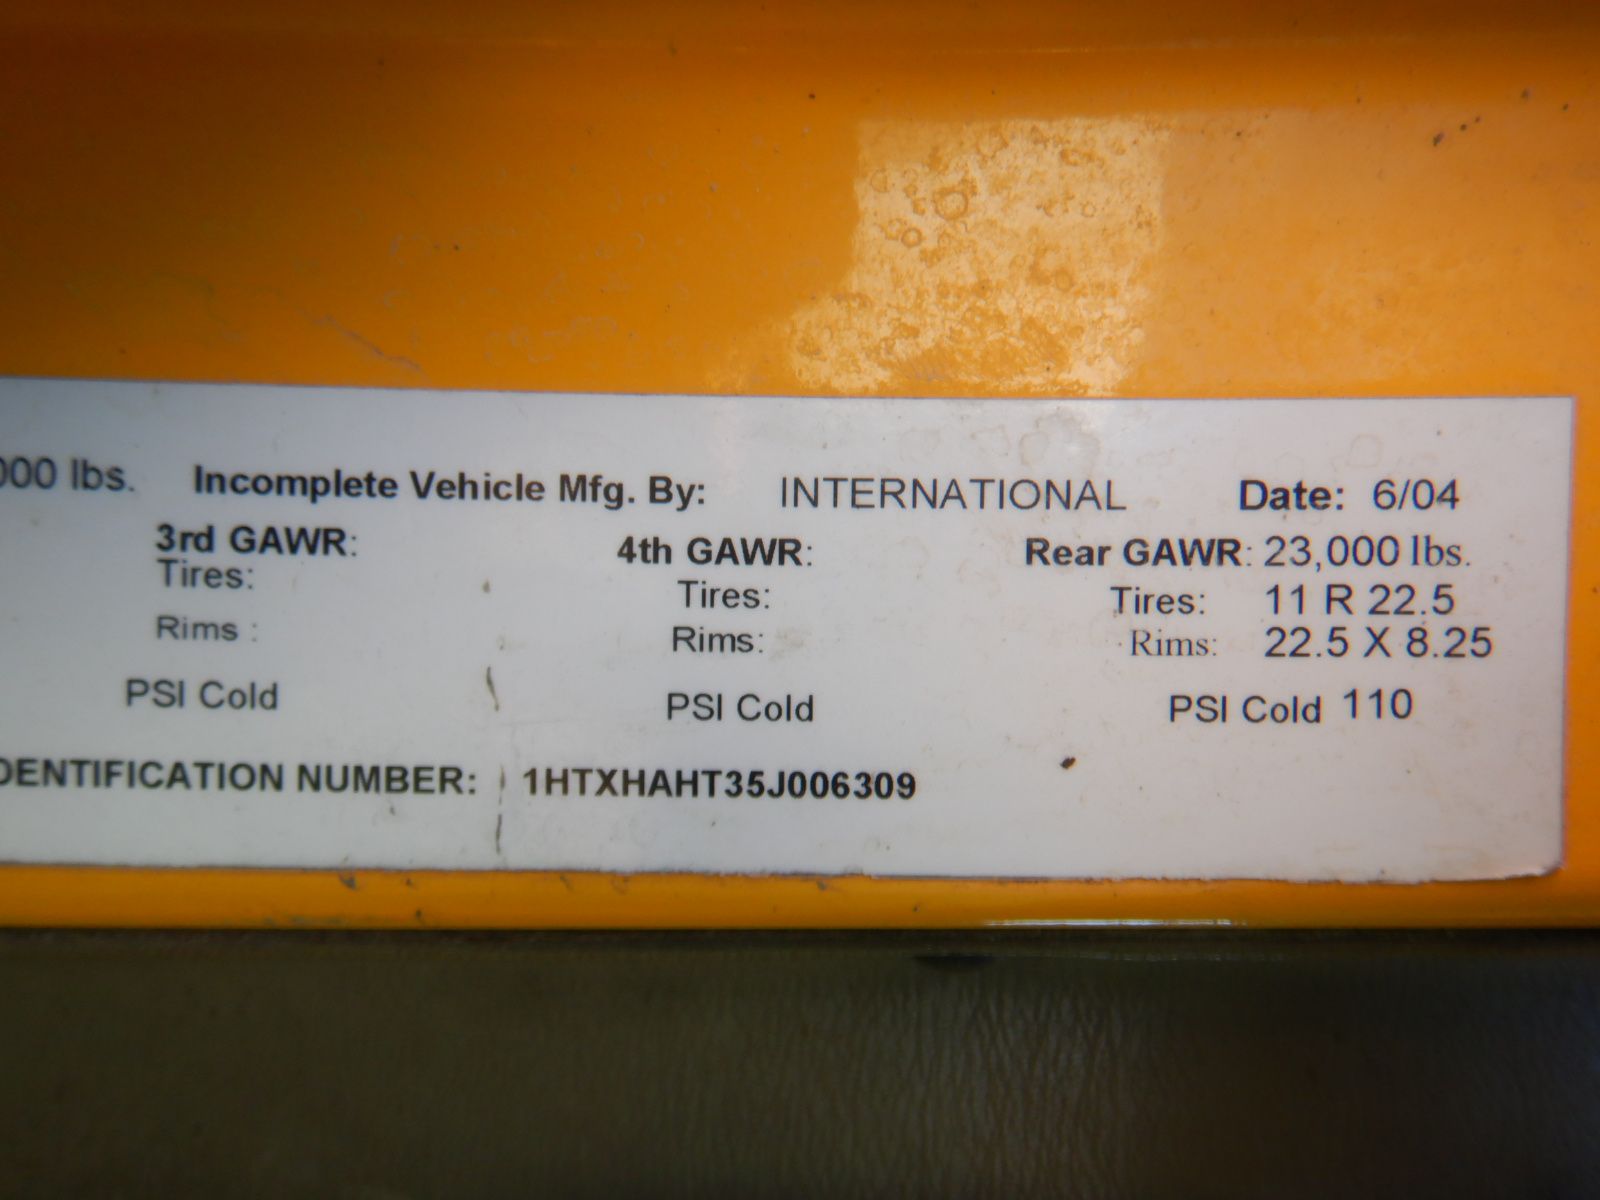 000 lbs. Incomplete Vehicle Mfg. By: INTERNATIONAL Date: 6/04
3rd GAWR: 4th GAWR: Rear GAWR: 23,000 lbs.
Tires: Tires: Tires: 11 R 22.5
Rims : Rims: Rims: 22.5 X 8.25
PSI Cold PSI Cold PSI Cold 110
DENTIFICATION NUMBER: 1HTXHAHT35J006309